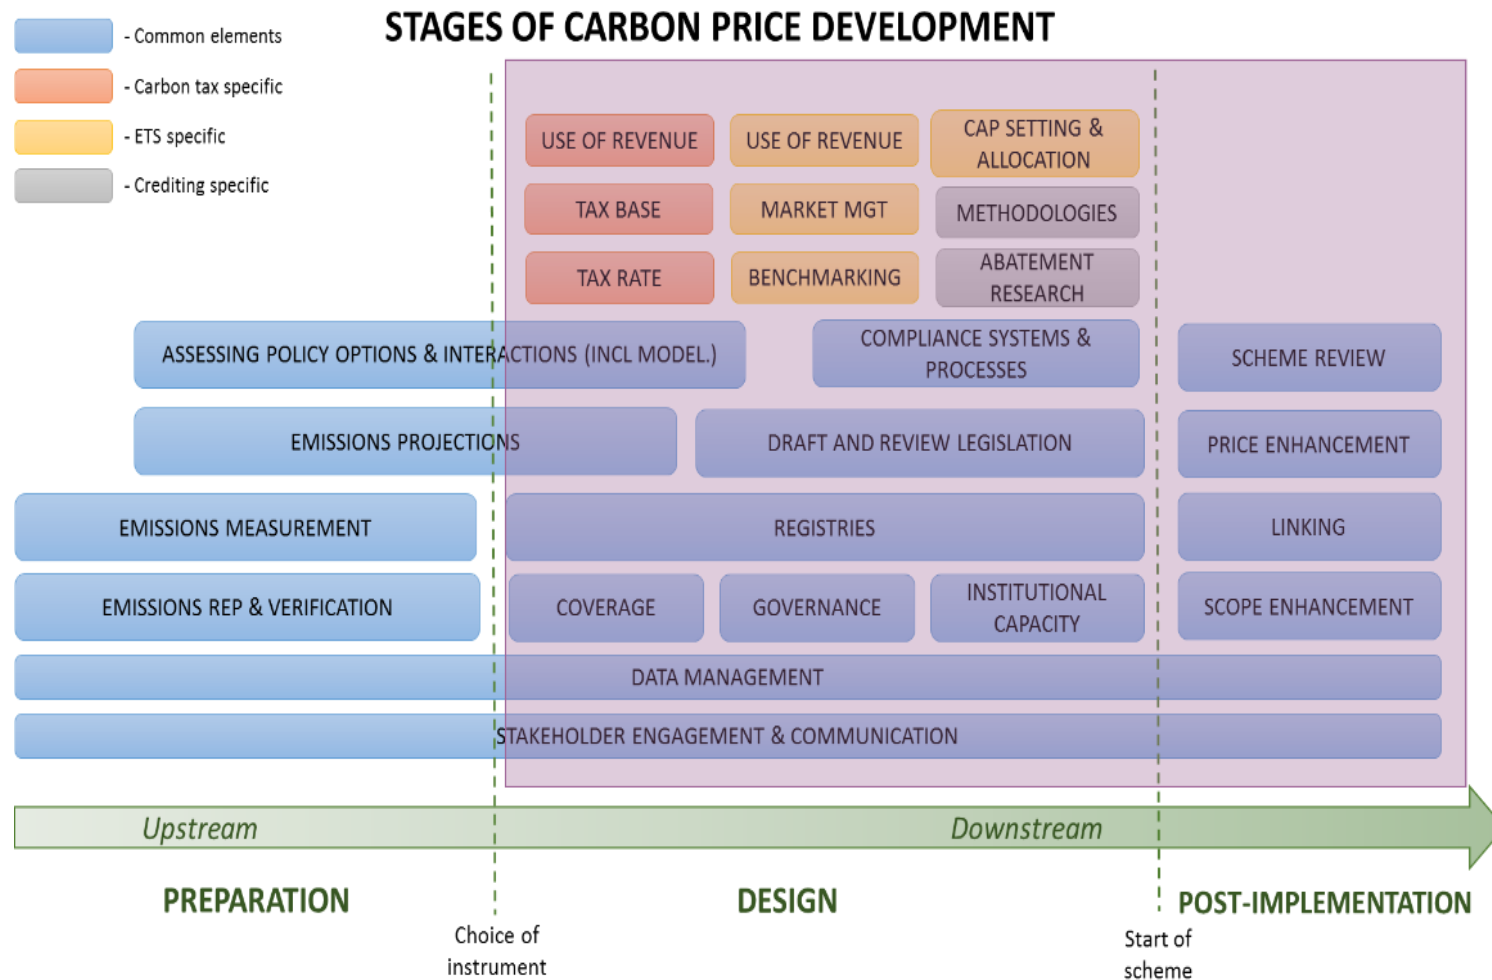 STAGES OF CARBON PRICE DEVELOPMENT
- Common elements
- Carbon tax specific
- ETS specific
- Crediting specific
USE OF REVENUE
USE OF REVENUE
CAP SETTING &
ALLOCATION
TAX BASE
MARKET MGT
METHODOLOGIES
TAX RATE
BENCHMARKING
ABATEMENT
RESEARCH
ASSESSING POLICY OPTIONS & INTERACTIONS (INCL MODEL.)
COMPLIANCE SYSTEMS &
PROCESSES
SCHEME REVIEW
EMISSIONS PROJECTIONS
DRAFT AND REVIEW LEGISLATION
PRICE ENHANCEMENT
EMISSIONS MEASUREMENT
REGISTRIES
LINKING
EMISSIONS REP & VERIFICATION
COVERAGE
GOVERNANCE
INSTITUTIONAL
CAPACITY
SCOPE ENHANCEMENT
DATA MANAGEMENT
STAKEHOLDER ENGAGEMENT & COMMUNICATION
Upstream
Downstream
PREPARATION
DESIGN
POST-IMPLEMENTATION
Choice of
instrument
Start of
scheme